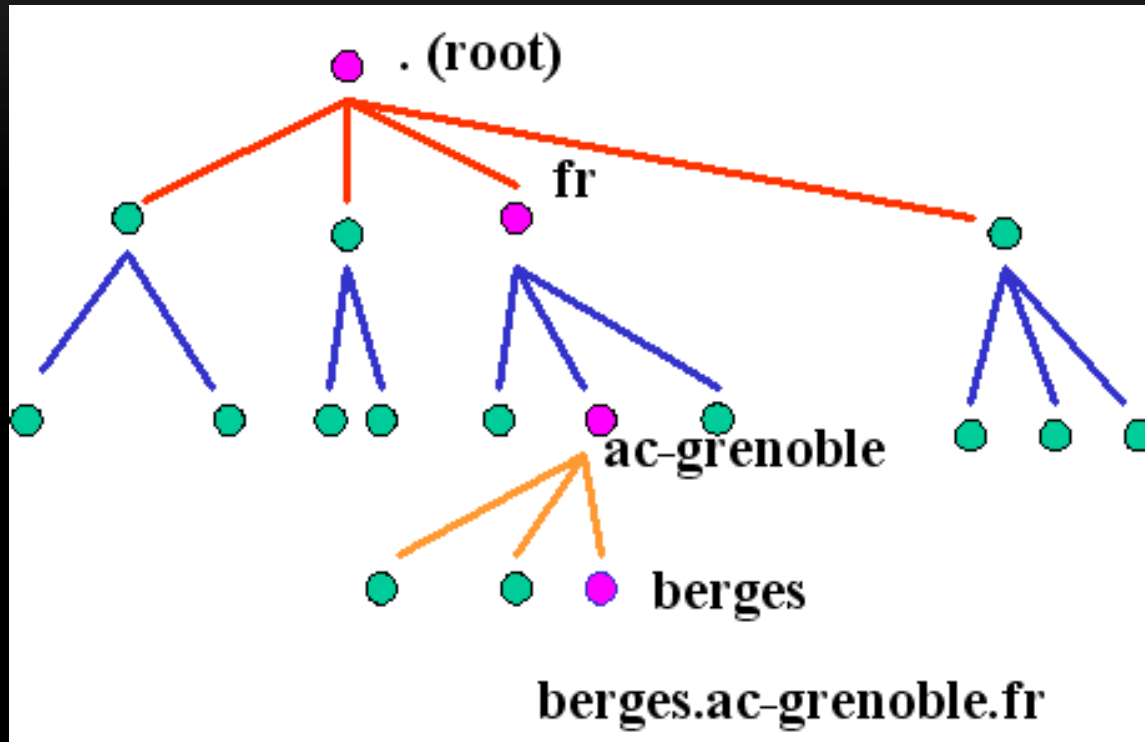 . (root)
fr
ac-grenoble
berges
berges.ac-grenoble.fr